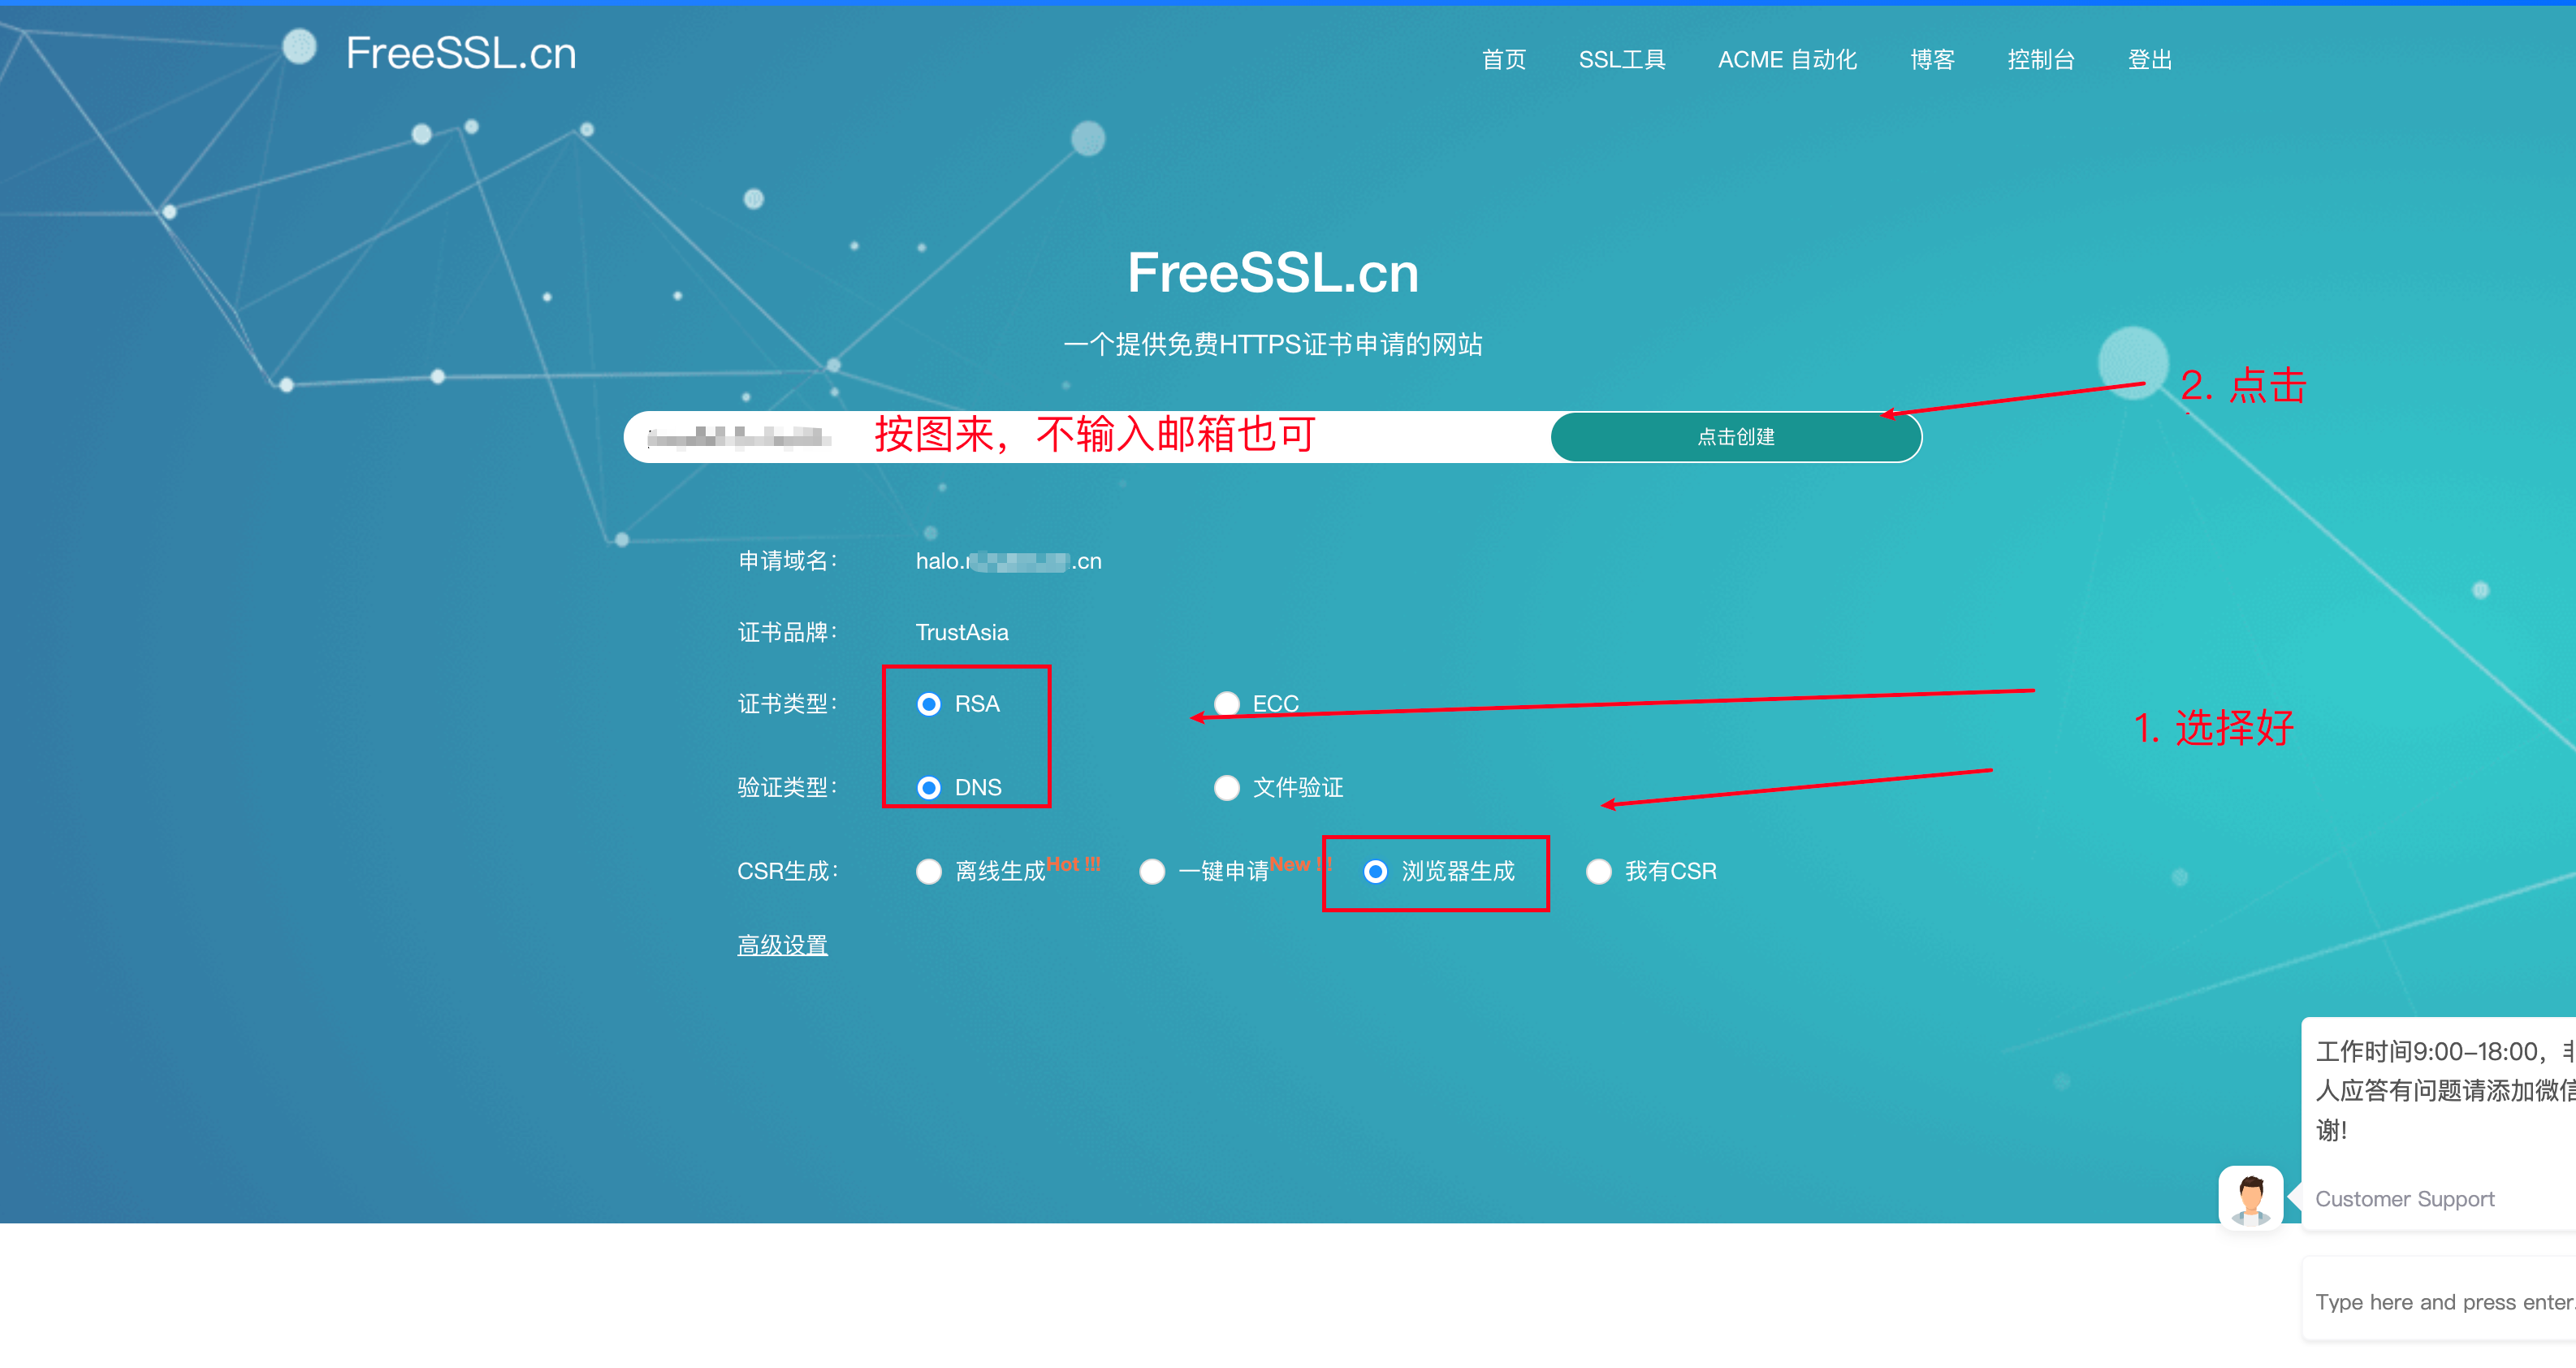 FreeSSL.cn
首页 SSL工具 ACME 自动化 博客 控制台 登出
FreeSSL.cn
一个提供免费HTTPS证书申请的网站
2. 点击
按图来，不输入邮箱也可
点击创建
申请域名： halo. .cn
证书品牌： TrustAsia
证书类型： RSA ECC
1. 选择好
验证类型： DNS 文件验证
CSR生成： 离线生成Hot !!! 一键申请New !!! 浏览器生成 我有CSR
高级设置
工作时间9:00–18:00，
人应答有问题请添加微信
谢!
Customer Support
Type here and press enter.